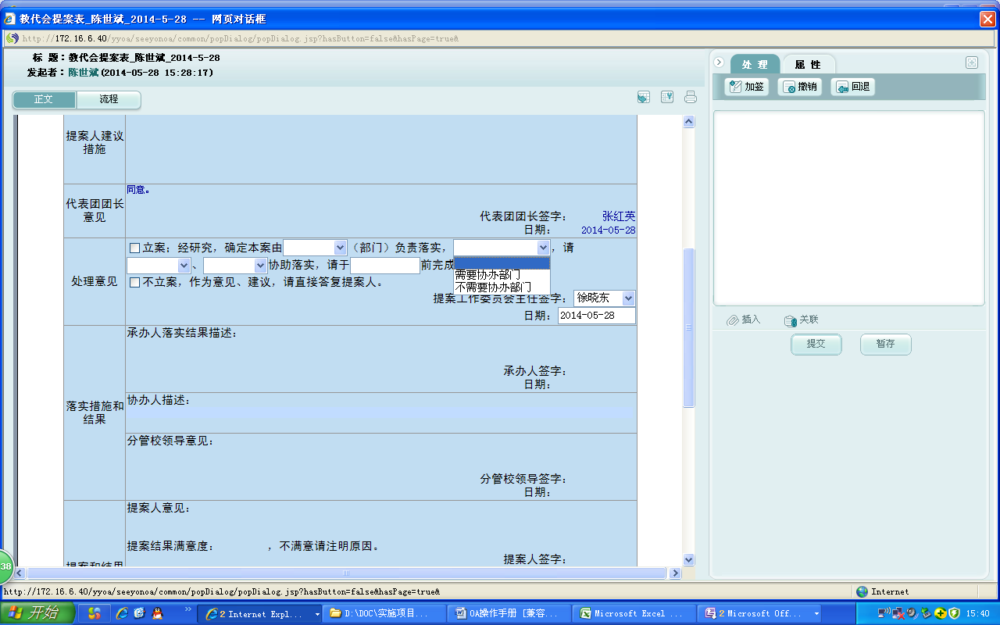 教代会提案表_陈世斌_2014-5-28 -- 网页对话框
http://172.16.6.40/yyoa/seeyonoa/common/popDialog/popDialog.jsp?hasButton=false&hasPage=true&
标 题：教代会提案表_陈世斌_2014-5-28
发起者：陈世斌(2014-05-28 15:28:17)
正文 流程
处 理 属 性
加签 撤销 回退
提案人建议
措施
代表团团长
意见
同意。
代表团团长签字： 张红英
日期： 2014-05-28
处理意见
立案；经研究，确定本案由 （部门）负责落实， ，请
、 协助落实，请于 前完成
需要协办部门
不需要协办部门
不立案，作为意见、建议，请直接答复提案人。
提案工作委员会主任签字： 徐晓东
日期： 2014-05-28
落实措施和
结果
承办人落实结果描述：
承办人签字：
日期：
协办人描述：
分管校领导意见：
分管校领导签字：
日期：
提案人意见：
提案结果满意度： ，不满意请注明原因。
提案人签字：
提案和结果
插入 关联
提交 暂存
38
http://172.16.6.40/yyoa/seeyonoa/common/popDialog/popDialog.jsp?hasButton=false&hasPage=true&
Internet
开始
2 Internet Expl...
D:\DOC\实施项目...
OA操作手册 [兼容...
Microsoft Excel ...
2 Microsoft Off...
15:40